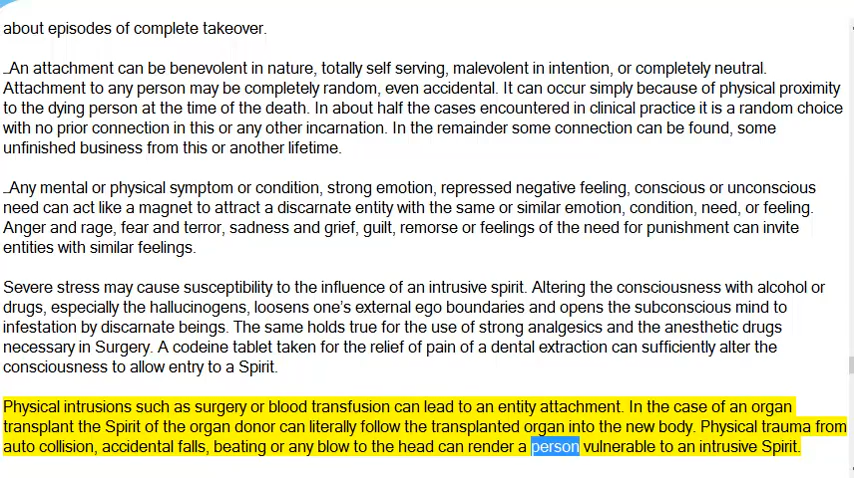 about episodes of complete takeover.
_An attachment can be benevolent in nature, totally self serving, malevolent in intention, or completely neutral.
Attachment to any person may be completely random, even accidental. It can occur simply because of physical proximity
to the dying person at the time of the death. In about half the cases encountered in clinical practice it is a random choice
with no prior connection in this or any other incarnation. In the remainder some connection can be found, some
unfinished business from this or another lifetime.
_Any mental or physical symptom or condition, strong emotion, repressed negative feeling, conscious or unconscious
need can act like a magnet to attract a discarnate entity with the same or similar emotion, condition, need, or feeling.
Anger and rage, fear and terror, sadness and grief, guilt, remorse or feelings of the need for punishment can invite
entities with similar feelings.
Severe stress may cause susceptibility to the influence of an intrusive spirit. Altering the consciousness with alcohol or
drugs, especially the hallucinogens, loosens one's external ego boundaries and opens the subconscious mind to
infestation by discarnate beings. The same holds true for the use of strong analgesics and the anesthetic drugs
necessary in Surgery. A codeine tablet taken for the relief of pain of a dental extraction can sufficiently alter the
consciousness to allow entry to a Spirit.
Physical intrusions such as surgery or blood transfusion can lead to an entity attachment. In the case of an organ
transplant the Spirit of the organ donor can literally follow the transplanted organ into the new body. Physical trauma from
auto collision, accidental falls, beating or any blow to the head can render a person vulnerable to an intrusive Spirit.